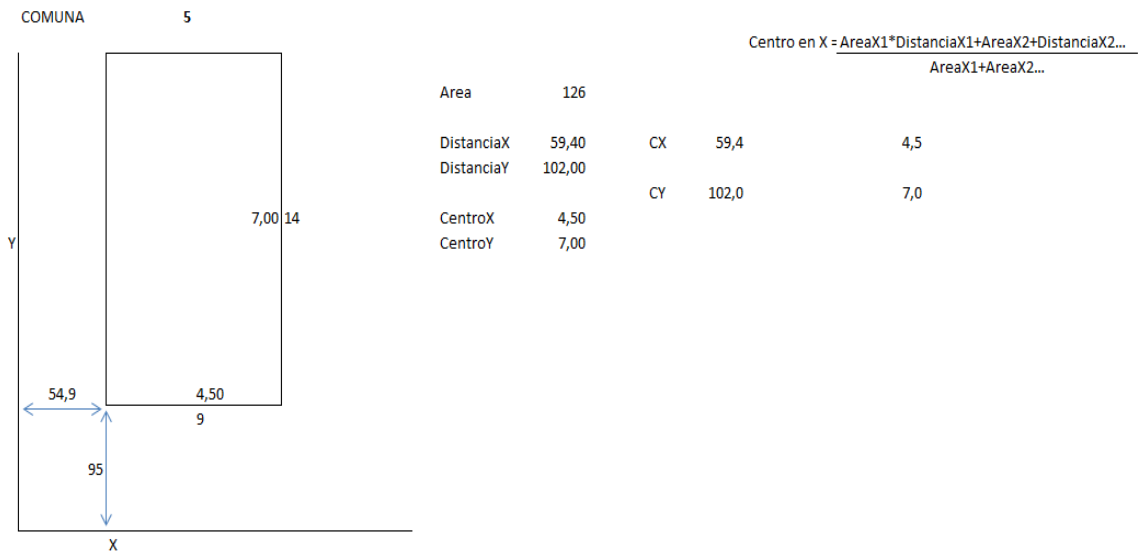 COMUNA 5
Centro en X = AreaX1*DistanciaX1+AreaX2+DistanciaX2...
AreaX1+AreaX2...
Area 126
DistanciaX 59,40 CX 59,4 4,5
DistanciaY 102,00
CY 102,0 7,0
7,00 14 CentroX 4,50
Y CentroY 7,00
54,9 4,50
9
95
X